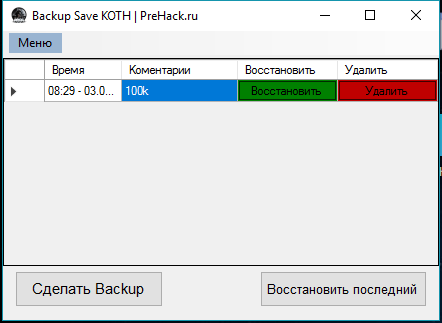 Backup Save KOTH | PreHack.ru
Меню
Время Коментарии Восстановить Удалить
08:29 - 03.0... 100k Восстановить Удалить
Сделать Backup Восстановить последний